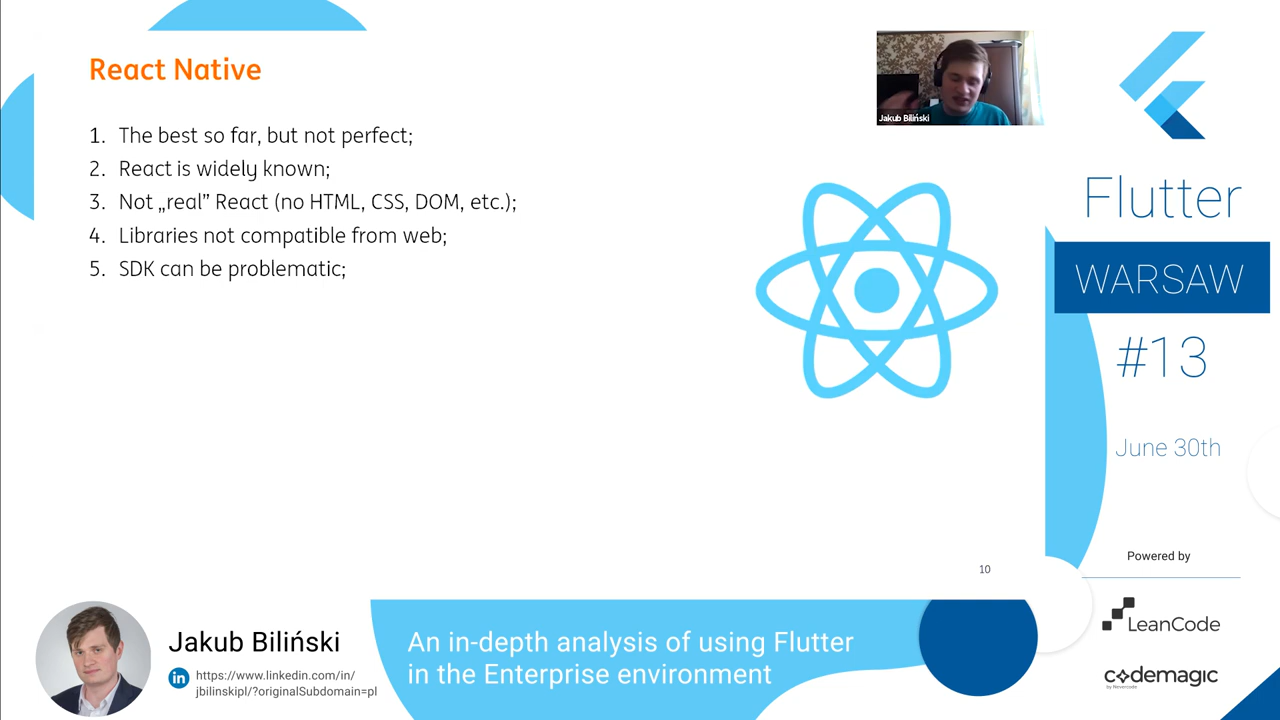 React Native
1. The best so far, but not perfect;
2. React is widely known;
3. Not „real” React (no HTML, CSS, DOM, etc.);
4. Libraries not compatible from web;
5. SDK can be problematic;
10
Jakub Biliński
Flutter
WARSAW
#13
June 30th
Powered by
LeanCode
codemagic
by Nevercode
Jakub Biliński
in
https://www.linkedin.com/in/
jbilinskipl/?originalSubdomain=pl
An in-depth analysis of using Flutter
in the Enterprise environment